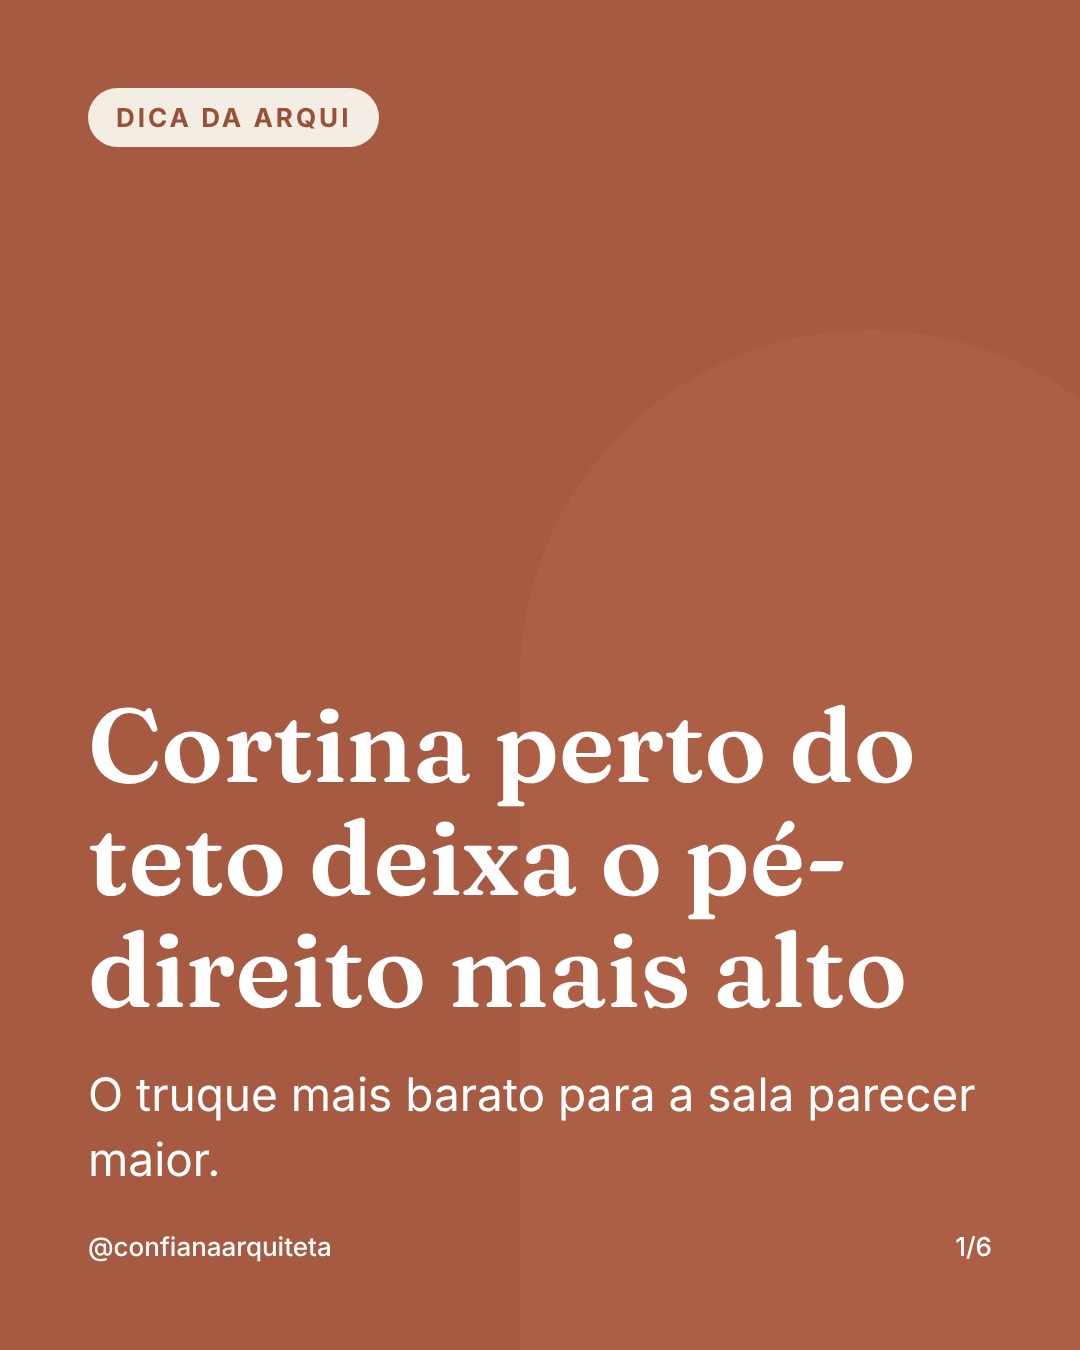 DICA DA ARQUI
Cortina perto do
teto deixa o pé-
direito mais alto
O truque mais barato para a sala parecer
maior.
@confianaarquiteta
1/6